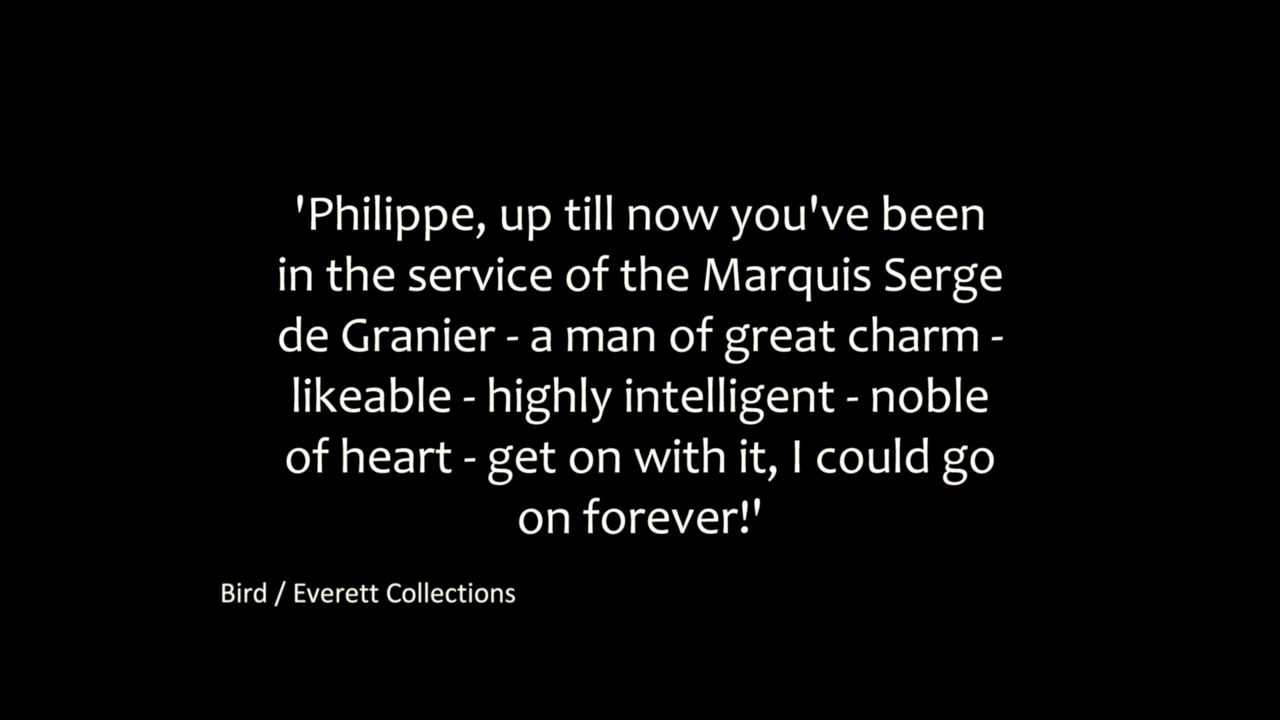 'Philippe, up till now you've been
in the service of the Marquis Serge
de Granier - a man of great charm -
likeable - highly intelligent - noble
of heart - get on with it, I could go
on forever!'
Bird / Everett Collections